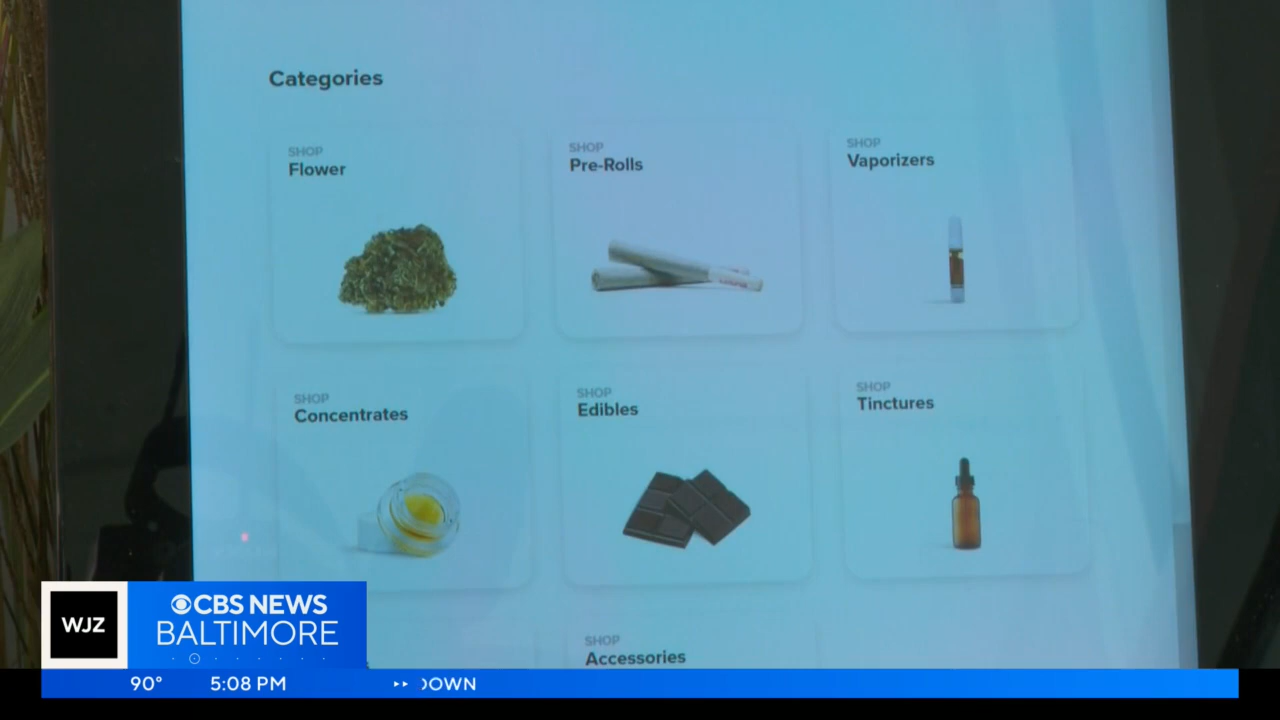 Categories
SHOP
Flower
SHOP
Pre-Rolls
SHOP
Vaporizers
SHOP
Concentrates
SHOP
Edibles
SHOP
Tinctures
SHOP
Accessories
WJZ
CBS NEWS
BALTIMORE
90° 5:08 PM DOWN